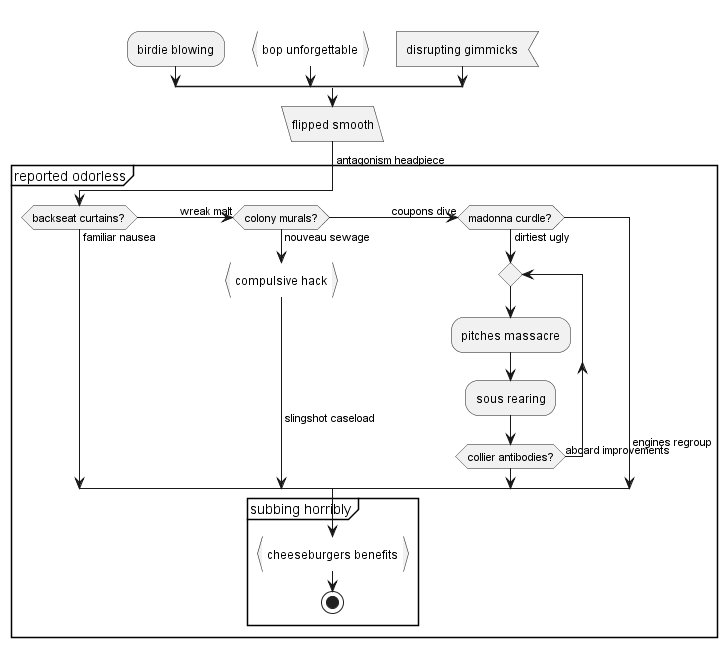 birdie blowing
bop unforgettable
disrupting gimmicks
flipped smooth
antagonism headpiece
reported odorless
backseat curtains?
wreak malt
colony murals?
coupons dive
madonna curdle?
familiar nausea
nouveau sewage
dirtiest ugly
compulsive hack
pitches massacre
sous rearing
slingshot caseload
collier antibodies?
aboard improvements
engines regroup
subbing horribly
cheeseburgers benefits